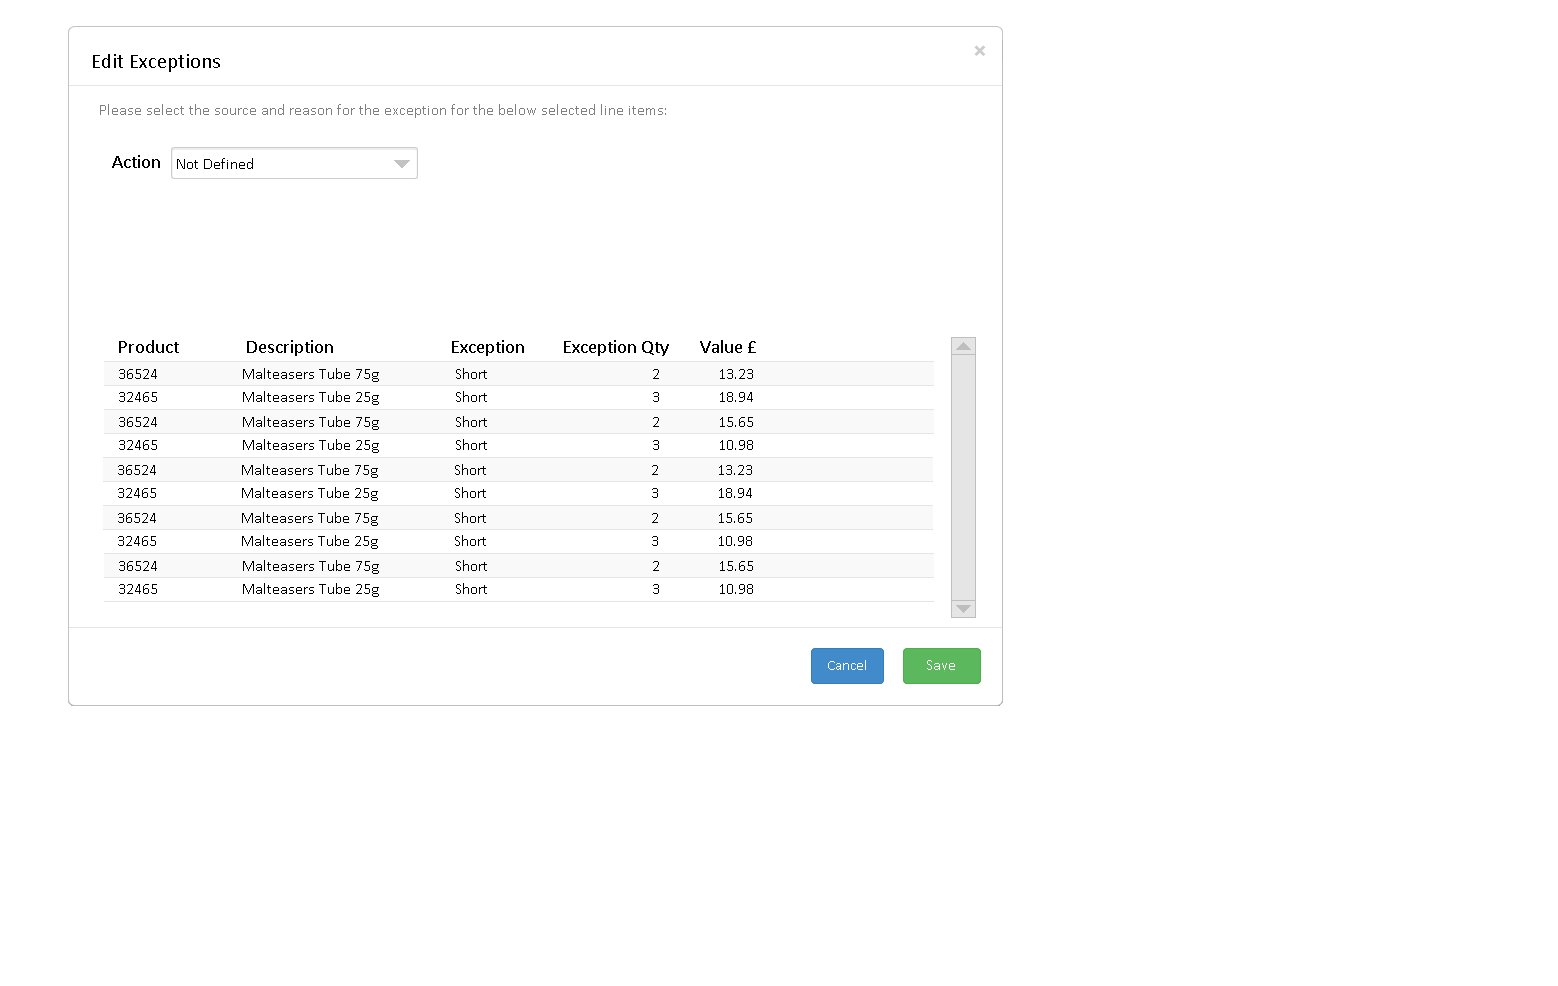 Edit Exceptions
×
Please select the source and reason for the exception for the below selected line items:
Action Not Defined
Product Description Exception Exception Qty Value £
36524 Malteasers Tube 75g Short 2 13.23
32465 Malteasers Tube 25g Short 3 18.94
36524 Malteasers Tube 75g Short 2 15.65
32465 Malteasers Tube 25g Short 3 10.98
36524 Malteasers Tube 75g Short 2 13.23
32465 Malteasers Tube 25g Short 3 18.94
36524 Malteasers Tube 75g Short 2 15.65
32465 Malteasers Tube 25g Short 3 10.98
36524 Malteasers Tube 75g Short 2 15.65
32465 Malteasers Tube 25g Short 3 10.98
Cancel Save